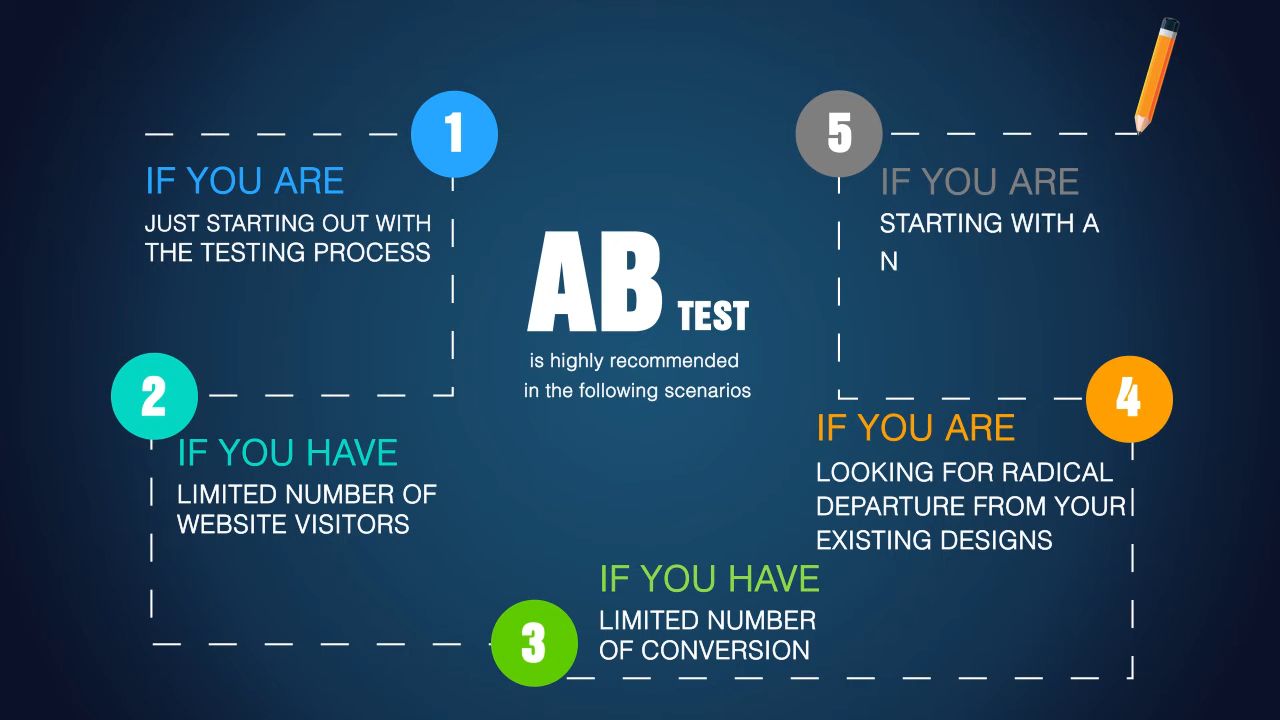 1
IF YOU ARE
JUST STARTING OUT WITH
THE TESTING PROCESS
2
IF YOU HAVE
LIMITED NUMBER OF
WEBSITE VISITORS
AB TEST
is highly recommended
in the following scenarios
3
IF YOU HAVE
LIMITED NUMBER
OF CONVERSION
4
IF YOU ARE
LOOKING FOR RADICAL
DEPARTURE FROM YOUR
EXISTING DESIGNS
5
IF YOU ARE
STARTING WITH A
N